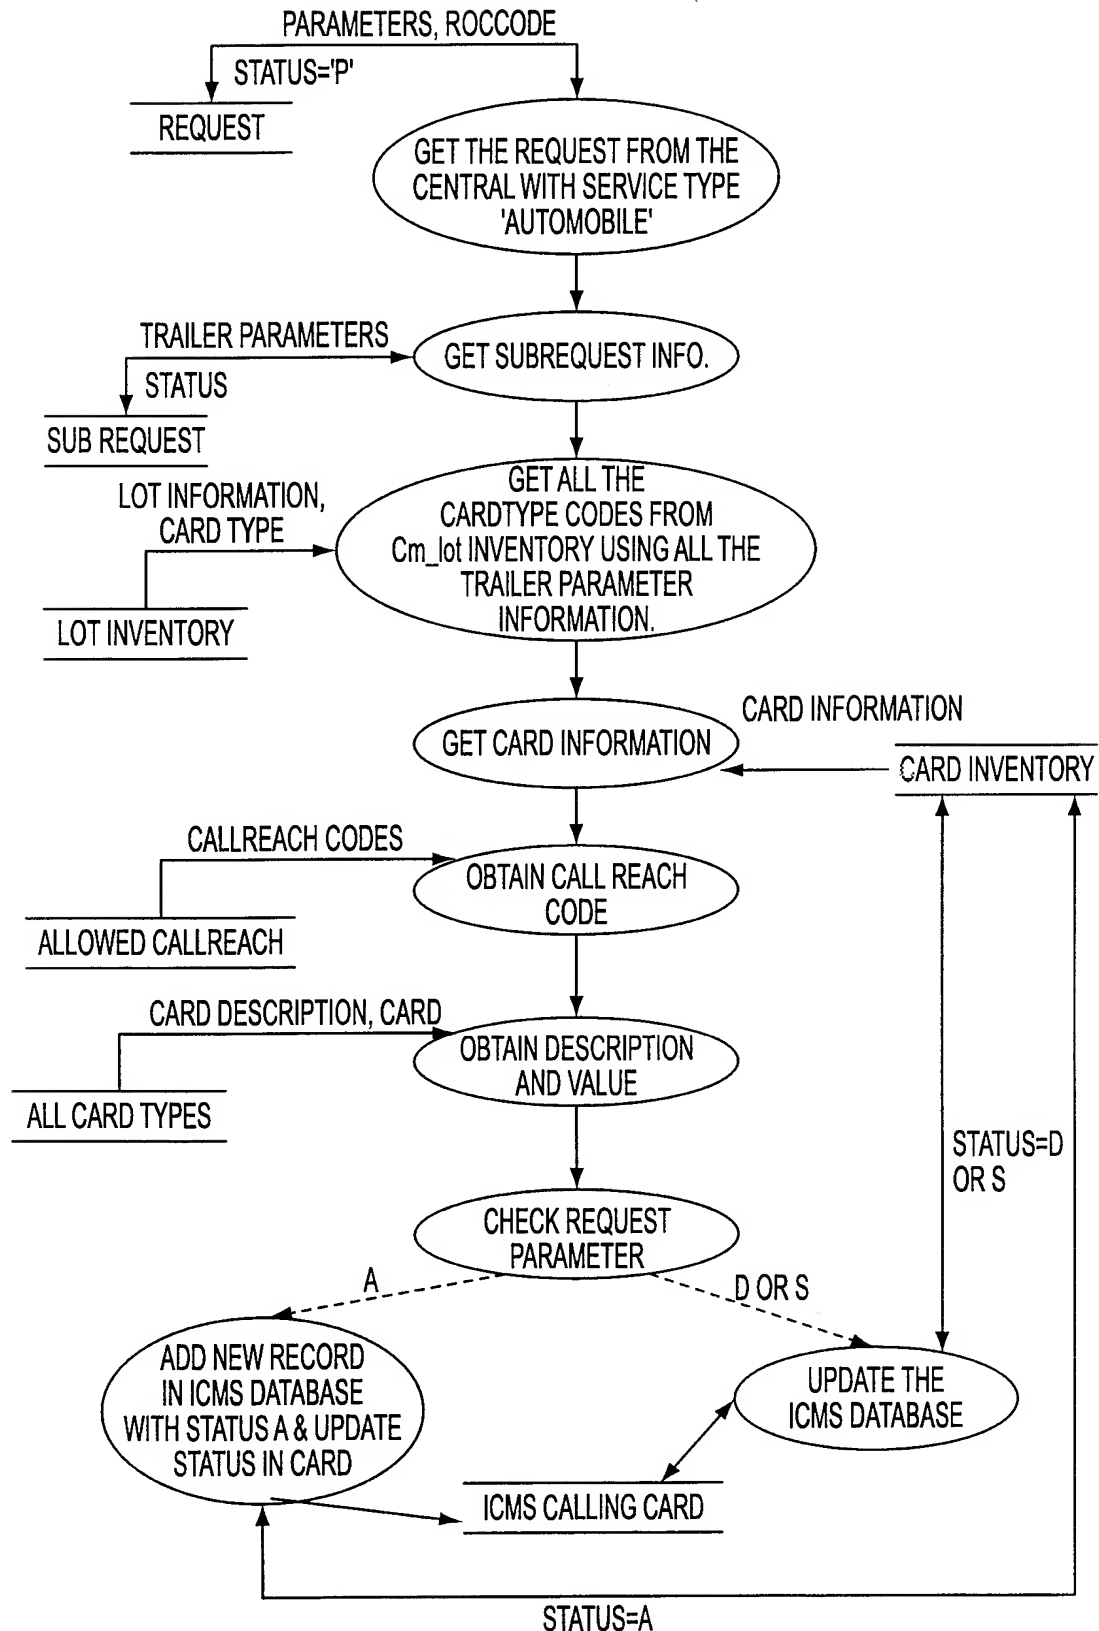 PARAMETERS, ROCCODE
STATUS='P'
REQUEST
GET THE REQUEST FROM THE
CENTRAL WITH SERVICE TYPE
'AUTOMOBILE'
TRAILER PARAMETERS
GET SUBREQUEST INFO.
STATUS
SUB REQUEST
LOT INFORMATION,
CARD TYPE
GET ALL THE
CARDTYPE CODES FROM
Cm_lot INVENTORY USING ALL THE
TRAILER PARAMETER
INFORMATION.
LOT INVENTORY
CARD INFORMATION
GET CARD INFORMATION
CARD INVENTORY
CALLREACH CODES
OBTAIN CALL REACH
CODE
ALLOWED CALLREACH
CARD DESCRIPTION, CARD
OBTAIN DESCRIPTION
AND VALUE
ALL CARD TYPES
STATUS=D
OR S
CHECK REQUEST
PARAMETER
A
D OR S
ADD NEW RECORD
IN ICMS DATABASE
WITH STATUS A & UPDATE
STATUS IN CARD
UPDATE THE
ICMS DATABASE
ICMS CALLING CARD
STATUS=A